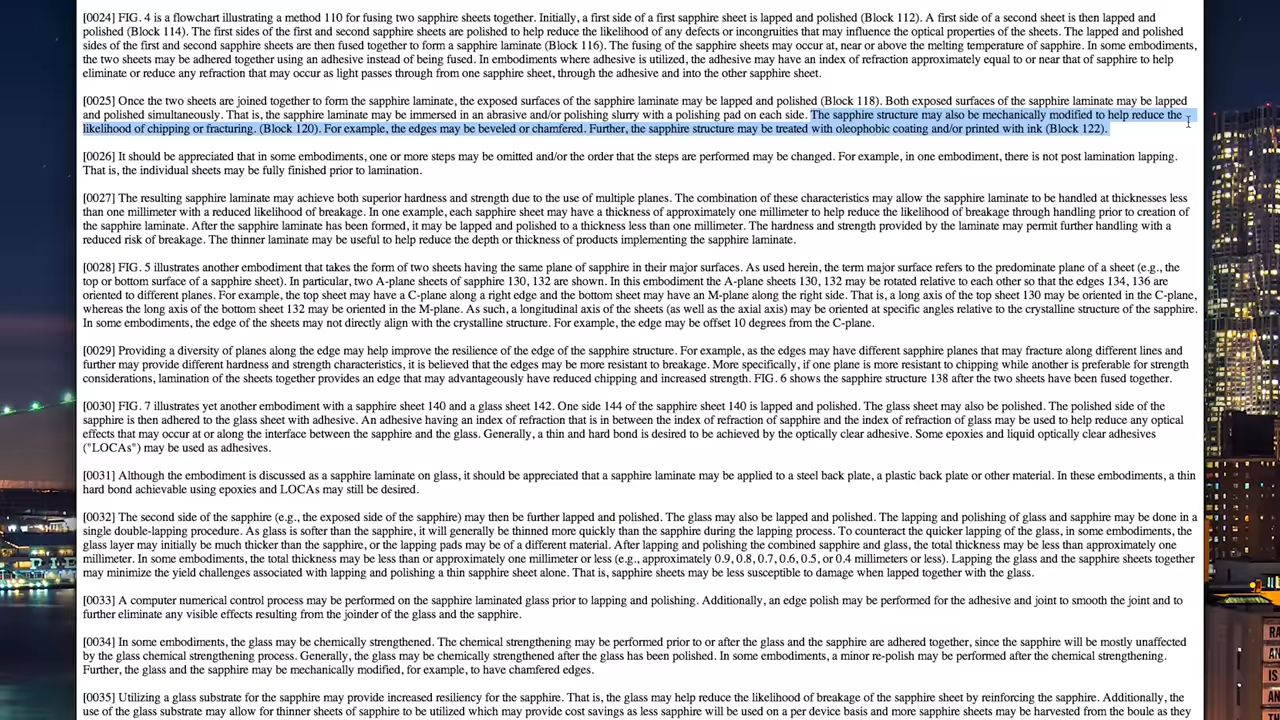 [0024] FIG. 4 is a flowchart illustrating a method 110 for fusing two sapphire sheets together. Initially, a first side of a first sapphire sheet is lapped and polished (Block 112). A first side of a second sheet is then lapped and
polished (Block 114). The first sides of the first and second sapphire sheets are polished to help reduce the likelihood of any defects or incongruities that may influence the optical properties of the sheets. The lapped and polished
sides of the first and second sapphire sheets are then fused together to form a sapphire laminate (Block 116). The fusing of the sapphire sheets may occur at, near or above the melting temperature of sapphire. In some embodiments,
the two sheets may be adhered together using an adhesive instead of being fused. In embodiments where adhesive is utilized, the adhesive may have an index of refraction approximately equal to or near that of sapphire to help
eliminate or reduce any refraction that may occur as light passes through from one sapphire sheet, through the adhesive and into the other sapphire sheet.
[0025] Once the two sheets are joined together to form the sapphire laminate, the exposed surfaces of the sapphire laminate may be lapped and polished (Block 118). Both exposed surfaces of the sapphire laminate may be lapped
and polished simultaneously. That is, the sapphire laminate may be immersed in an abrasive and/or polishing slurry with a polishing pad on each side. The sapphire structure may also be mechanically modified to help reduce the
likelihood of chipping or fracturing. (Block 120). For example, the edges may be beveled or chamfered. Further, the sapphire structure may be treated with oleophobic coating and/or printed with ink (Block 122).
[0026] It should be appreciated that in some embodiments, one or more steps may be omitted and/or the order that the steps are performed may be changed. For example, in one embodiment, there is not post lamination lapping.
That is, the individual sheets may be fully finished prior to lamination.
[0027] The resulting sapphire laminate may achieve both superior hardness and strength due to the use of multiple planes. The combination of these characteristics may allow the sapphire laminate to be handled at thicknesses less
than one millimeter with a reduced likelihood of breakage. In one example, each sapphire sheet may have a thickness of approximately one millimeter to help reduce the likelihood of breakage through handling prior to creation of
the sapphire laminate. After the sapphire laminate has been formed, it may be lapped and polished to a thickness less than one millimeter. The hardness and strength provided by the laminate may permit further handling with a
reduced risk of breakage. The thinner laminate may be useful to help reduce the depth or thickness of products implementing the sapphire laminate.
[0028] FIG. 5 illustrates another embodiment that takes the form of two sheets having the same plane of sapphire in their major surfaces. As used herein, the term major surface refers to the predominate plane of a sheet (e.g., the
top or bottom surface of a sapphire sheet). In particular, two A-plane sheets of sapphire 130, 132 are shown. In this embodiment the A-plane sheets 130, 132 may be rotated relative to each other so that the edges 134, 136 are
oriented to different planes. For example, the top sheet may have a C-plane along a right edge and the bottom sheet may have an M-plane along the right side. That is, a long axis of the top sheet 130 may be oriented in the C-plane,
whereas the long axis of the bottom sheet 132 may be oriented in the M-plane. As such, a longitudinal axis of the sheets (as well as the axial axis) may be oriented at specific angles relative to the crystalline structure of the sapphire.
In some embodiments, the edge of the sheets may not directly align with the crystalline structure. For example, the edge may be offset 10 degrees from the C-plane.
[0029] Providing a diversity of planes along the edge may help improve the resilience of the edge of the sapphire structure. For example, as the edges may have different sapphire planes that may fracture along different lines and
further may provide different hardness and strength characteristics, it is believed that the edges may be more resistant to breakage. More specifically, if one plane is more resistant to chipping while another is preferable for strength
considerations, lamination of the sheets together provides an edge that may advantageously have reduced chipping and increased strength. FIG. 6 shows the sapphire structure 138 after the two sheets have been fused together.
[0030] FIG. 7 illustrates yet another embodiment with a sapphire sheet 140 and a glass sheet 142. One side 144 of the sapphire sheet 140 is lapped and polished. The glass sheet may also be polished. The polished side of the
sapphire is then adhered to the glass sheet with adhesive. An adhesive having an index of refraction that is in between the index of refraction of sapphire and the index of refraction of glass may be used to help reduce any optical
effects that may occur at or along the interface between the sapphire and the glass. Generally, a thin and hard bond is desired to be achieved by the optically clear adhesive. Some epoxies and liquid optically clear adhesives
("LOCAs") may be used as adhesives.
[0031] Although the embodiment is discussed as a sapphire laminate on glass, it should be appreciated that a sapphire laminate may be applied to a steel back plate, a plastic back plate or other material. In these embodiments, a thin
hard bond achievable using epoxies and LOCAs may still be desired.
[0032] The second side of the sapphire (e.g., the exposed side of the sapphire) may then be further lapped and polished. The glass may also be lapped and polished. The lapping and polishing of glass and sapphire may be done in a
single double-lapping procedure. As glass is softer than the sapphire, it will generally be thinned more quickly than the sapphire during the lapping process. To counteract the quicker lapping of the glass, in some embodiments, the
glass layer may initially be much thicker than the sapphire, or the lapping pads may be of a different material. After lapping and polishing the combined sapphire and glass, the total thickness may be less than approximately one
millimeter. In some embodiments, the total thickness may be less than or approximately one millimeter or less (e.g., approximately 0.9, 0.8, 0.7, 0.6, 0.5, or 0.4 millimeters or less). Lapping the glass and the sapphire sheets together
may minimize the yield challenges associated with lapping and polishing a thin sapphire sheet alone. That is, sapphire sheets may be less susceptible to damage when lapped together with the glass.
[0033] A computer numerical control process may be performed on the sapphire laminated glass prior to lapping and polishing. Additionally, an edge polish may be performed for the adhesive and joint to smooth the joint and to
further eliminate any visible effects resulting from the joinder of the glass and the sapphire.
[0034] In some embodiments, the glass may be chemically strengthened. The chemical strengthening may be performed prior to or after the glass and the sapphire are adhered together, since the sapphire will be mostly unaffected
by the glass chemical strengthening process. Generally, the glass may be chemically strengthened after the glass has been polished. In some embodiments, a minor re-polish may be performed after the chemical strengthening.
Further, the glass and the sapphire may be mechanically modified, for example, to have chamfered edges.
[0035] Utilizing a glass substrate for the sapphire may provide increased resiliency for the sapphire. That is, the glass may help reduce the likelihood of breakage of the sapphire sheet by reinforcing the sapphire. Additionally, the
use of the glass substrate may allow for thinner sheets of sapphire to be utilized which may provide cost savings as less sapphire will be used on a per device basis and more sapphire sheets may be harvested from the boule as they